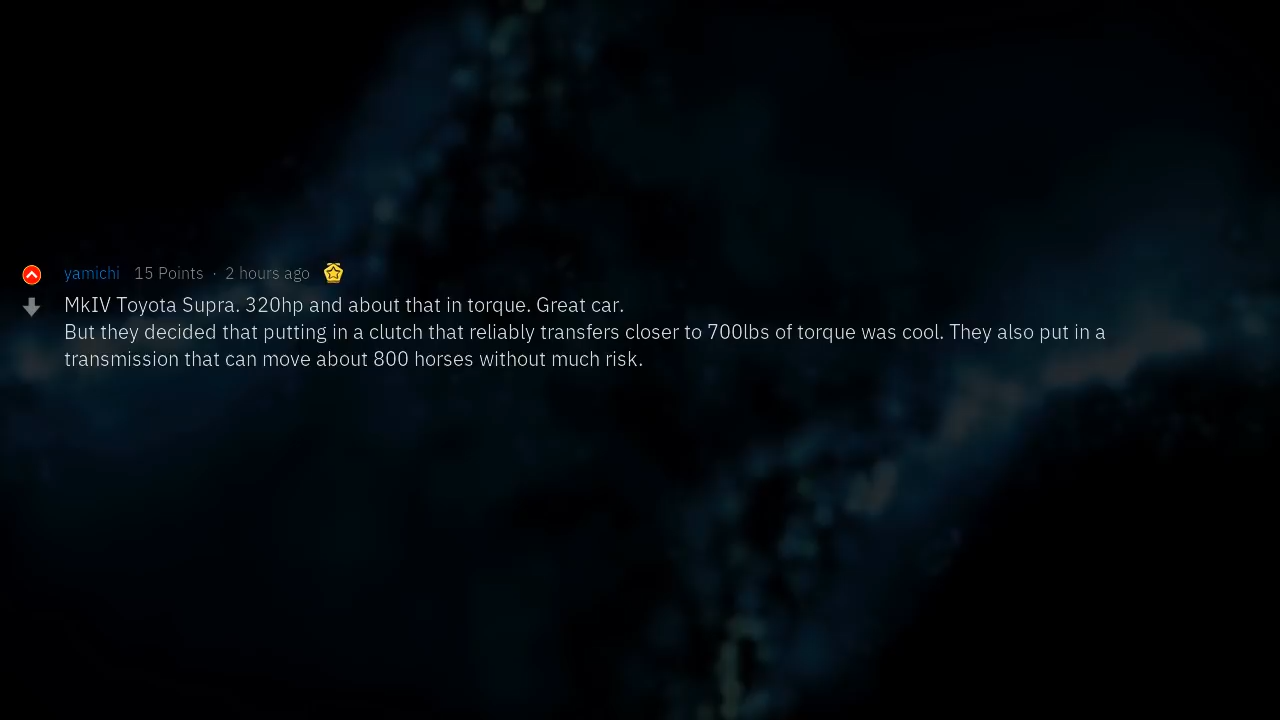 yamichi 15 Points · 2 hours ago
MkIV Toyota Supra. 320hp and about that in torque. Great car.
But they decided that putting in a clutch that reliably transfers closer to 700lbs of torque was cool. They also put in a
transmission that can move about 800 horses without much risk.